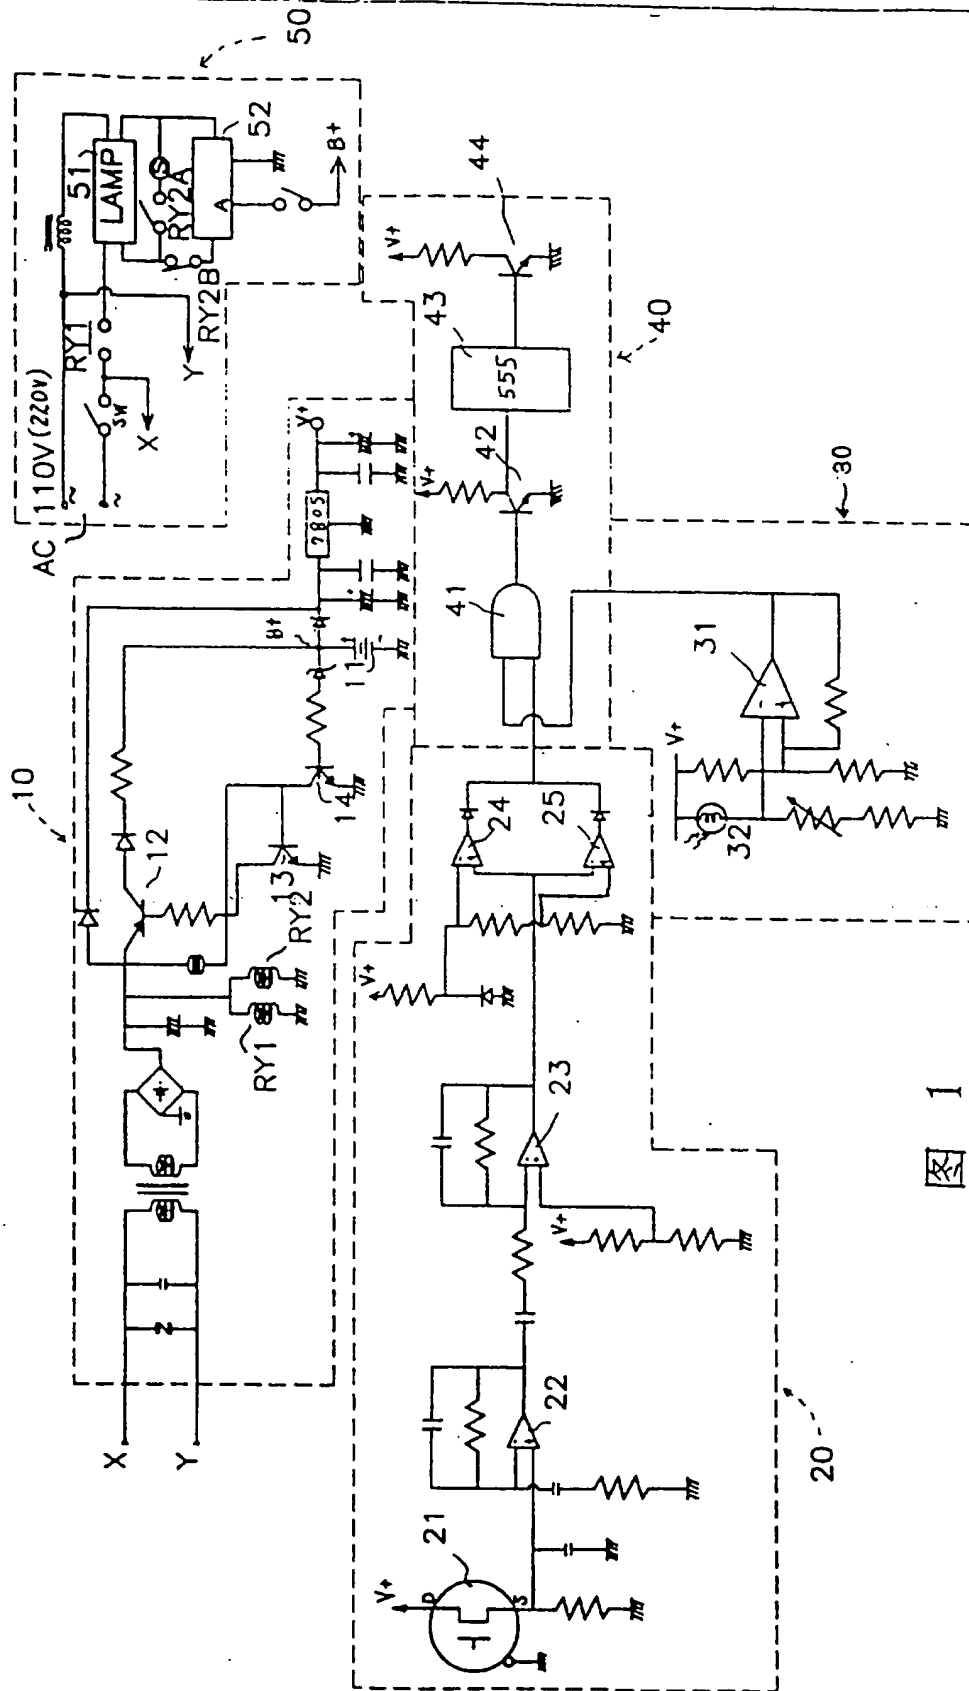 50
51
LAMP
S
RY2A
A
52
B+
RY1
RY2B
Y
X
SW
AC
110V(220V)
~
~
10
12
13
14
11
B+
7805
V+
RY1
RY2
Z
X
Y
40
41
42
V+
43
555
44
V+
30
31
32
V+
20
21
V+
D
S
22
23
V+
24
25
V+
图 1